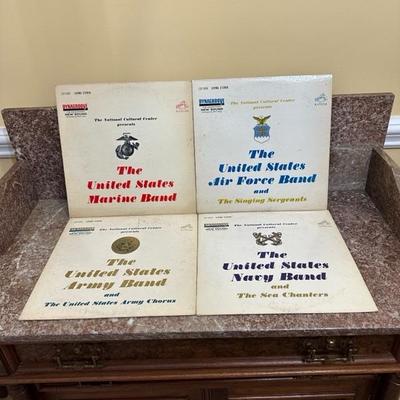 DYNAGROOVE
The National Cultural Center
presents
The
United States
Marine Band
DYNAGROOVE
The National Cultural Center
presents
The
United States
Air Force Band
and
The Singing Sergeants
The National Cultural Center
presents
The
United States
Army Band
and
The United States Army Chorus
The National Cultural Center
presents
The
United States
Navy Band
and
The Sea Chanters